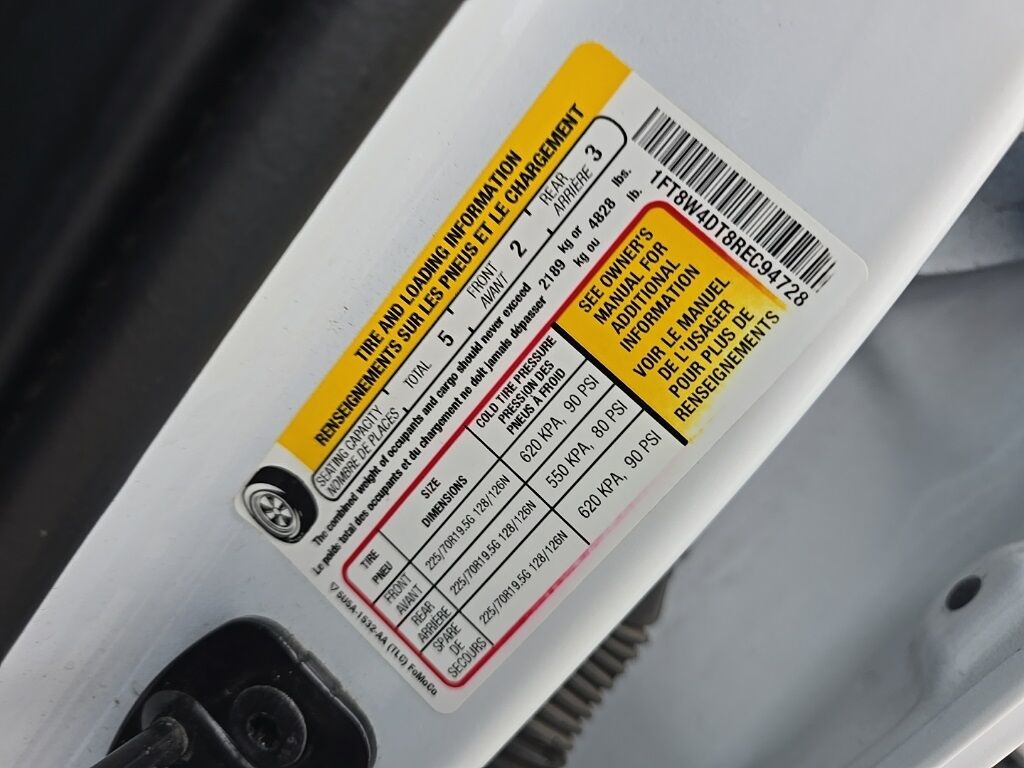 TIRE AND LOADING INFORMATION
RENSEIGNEMENTS SUR LES PNEUS ET LE CHARGEMENT
SEATING CAPACITY
NOMBRE DE PLACES
TOTAL 5
FRONT
AVANT 2
REAR
ARRIÈRE 3
The combined weight of occupants and cargo should never exceed
Le poids total des occupants et du chargement ne doit jamais dépasser
2189 kg or 4828 lbs.
kg ou lb.
TIRE
PNEU
SIZE
DIMENSIONS
COLD TIRE PRESSURE
PRESSION DES
PNEUS A FROID
FRONT
AVANT
225/70R19.5G 128/126N
620 KPA, 90 PSI
REAR
ARRIÈRE
225/70R19.5G 128/126N
550 KPA, 80 PSI
SPARE
DE
SECOURS
225/70R19.5G 128/126N
620 KPA, 90 PSI
1FT8W4DT8REC94728
SEE OWNER'S
MANUAL FOR
ADDITIONAL
INFORMATION
VOIR LE MANUEL
DE L'USAGER
POUR PLUS DE
RENSEIGNEMENTS
5U5A-1532-AA (TLC) FoMoCo